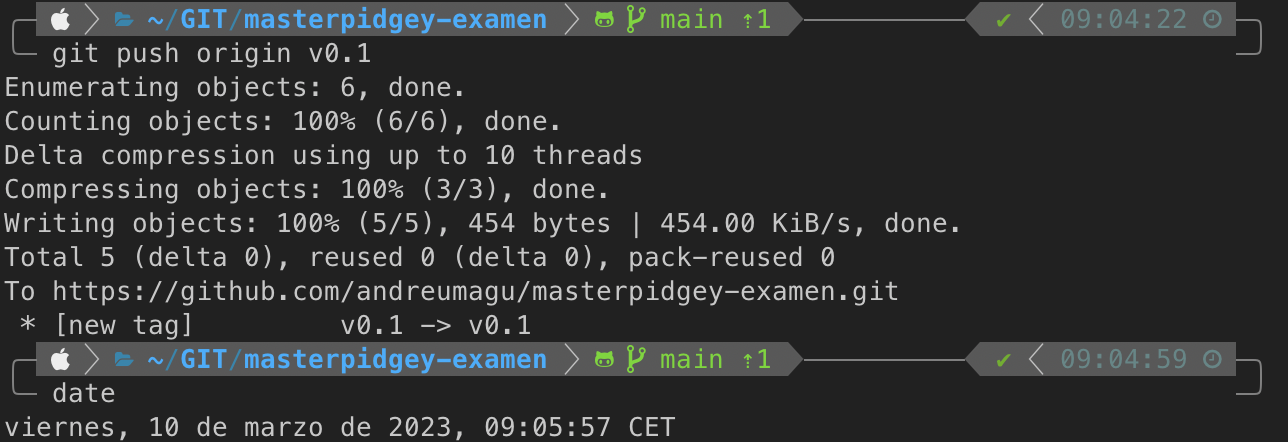 ~/GIT/masterpidgey-examen main ⇡1 ✔ 09:04:22
git push origin v0.1
Enumerating objects: 6, done.
Counting objects: 100% (6/6), done.
Delta compression using up to 10 threads
Compressing objects: 100% (3/3), done.
Writing objects: 100% (5/5), 454 bytes | 454.00 KiB/s, done.
Total 5 (delta 0), reused 0 (delta 0), pack-reused 0
To https://github.com/andreumagu/masterpidgey-examen.git
 * [new tag]         v0.1 -> v0.1
~/GIT/masterpidgey-examen main ⇡1 ✔ 09:04:59
date
viernes, 10 de marzo de 2023, 09:05:57 CET